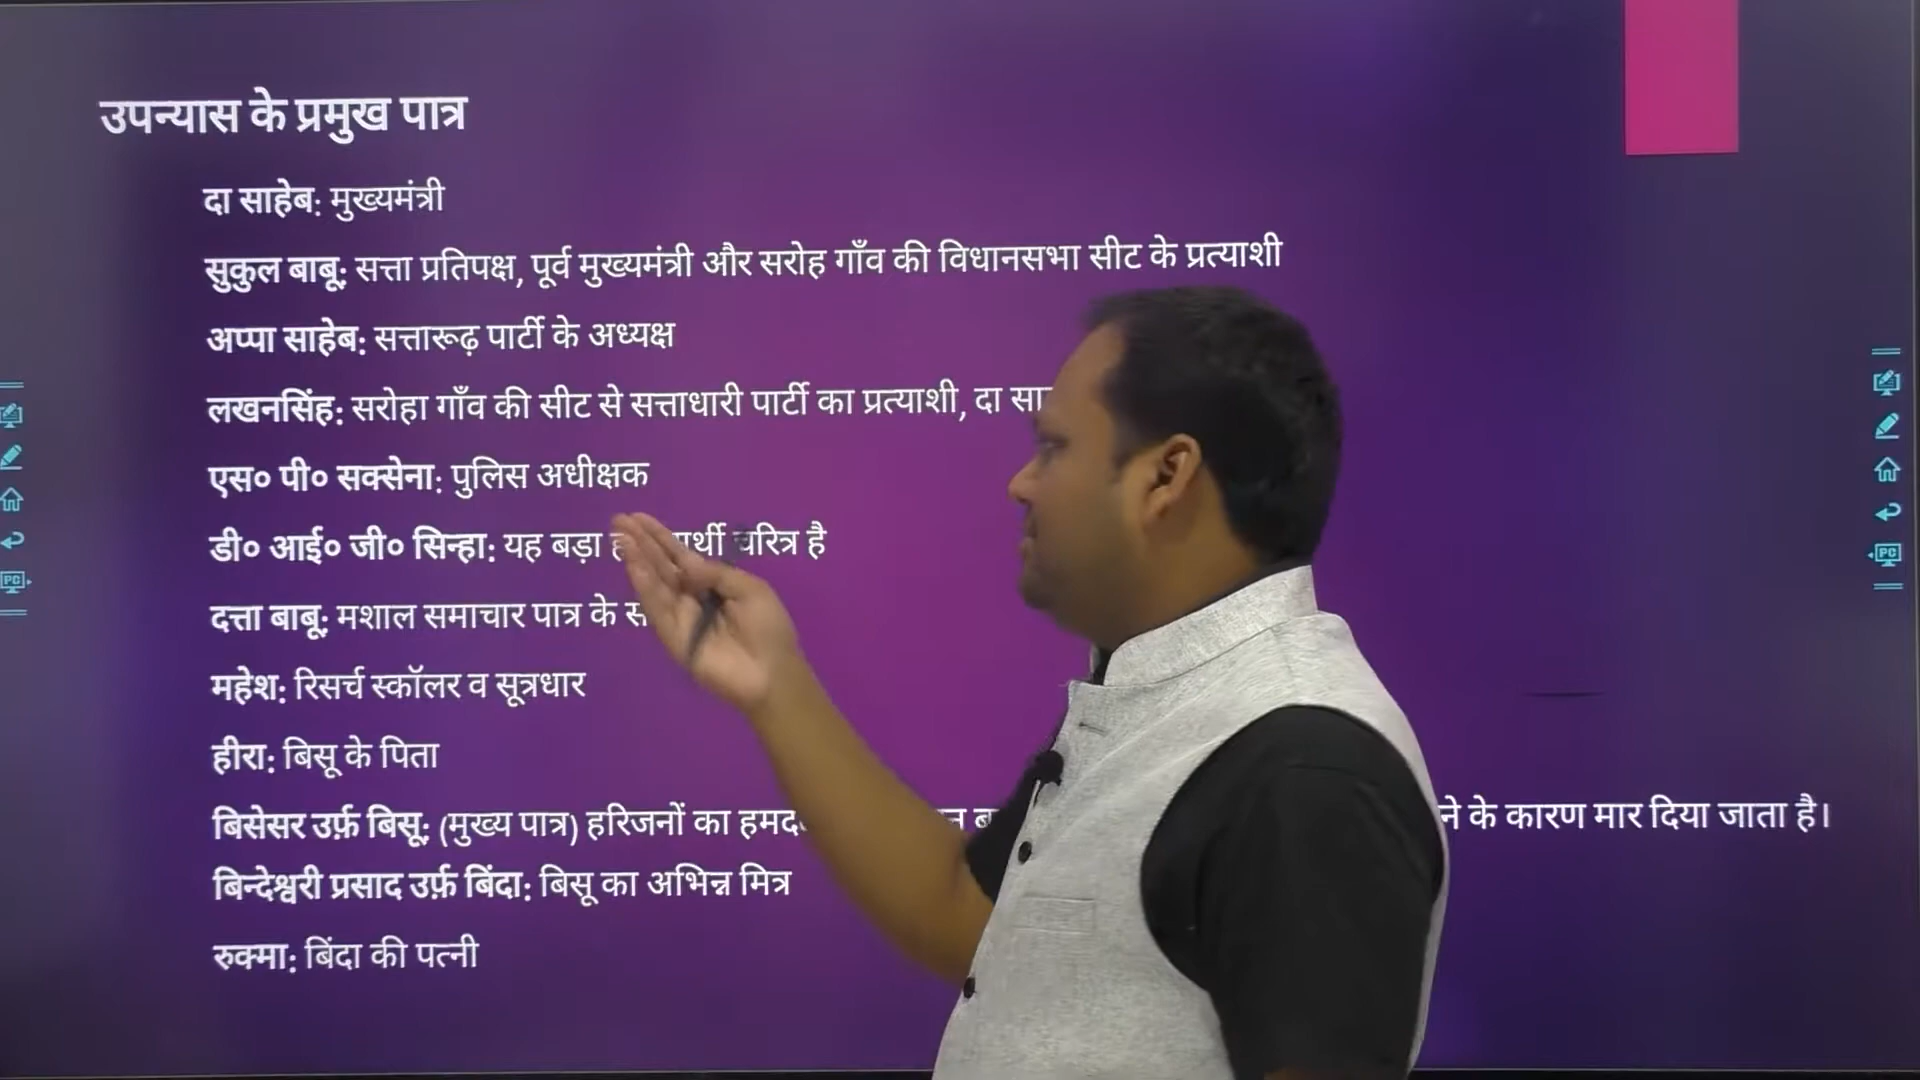 उपन्यास के प्रमुख पात्र
दा साहेब: मुख्यमंत्री
सुकुल बाबू: सत्ता प्रतिपक्ष, पूर्व मुख्यमंत्री और सरोह गाँव की विधानसभा सीट के प्रत्याशी
अप्पा साहेब: सत्तारूढ़ पार्टी के अध्यक्ष
लखनसिंह: सरोहा गाँव की सीट से सत्ताधारी पार्टी का प्रत्याशी, दा
एस० पी० सक्सेना: पुलिस अधीक्षक
डी० आई० जी० सिन्हा: यह बड़ा चरित्र है
दत्ता बाबू: मशाल समाचार पात्र के
महेश: रिसर्च स्कॉलर व सूत्रधार
हीरा: बिसू के पिता
बिसेसर उर्फ़ बिसू: (मुख्य पात्र) हरिजनों का के कारण मार दिया जाता है।
बिन्देश्वरी प्रसाद उर्फ़ बिंदा: बिसू का अभिन्न मित्र
रुक्मा: बिंदा की पत्नी
PC
PC